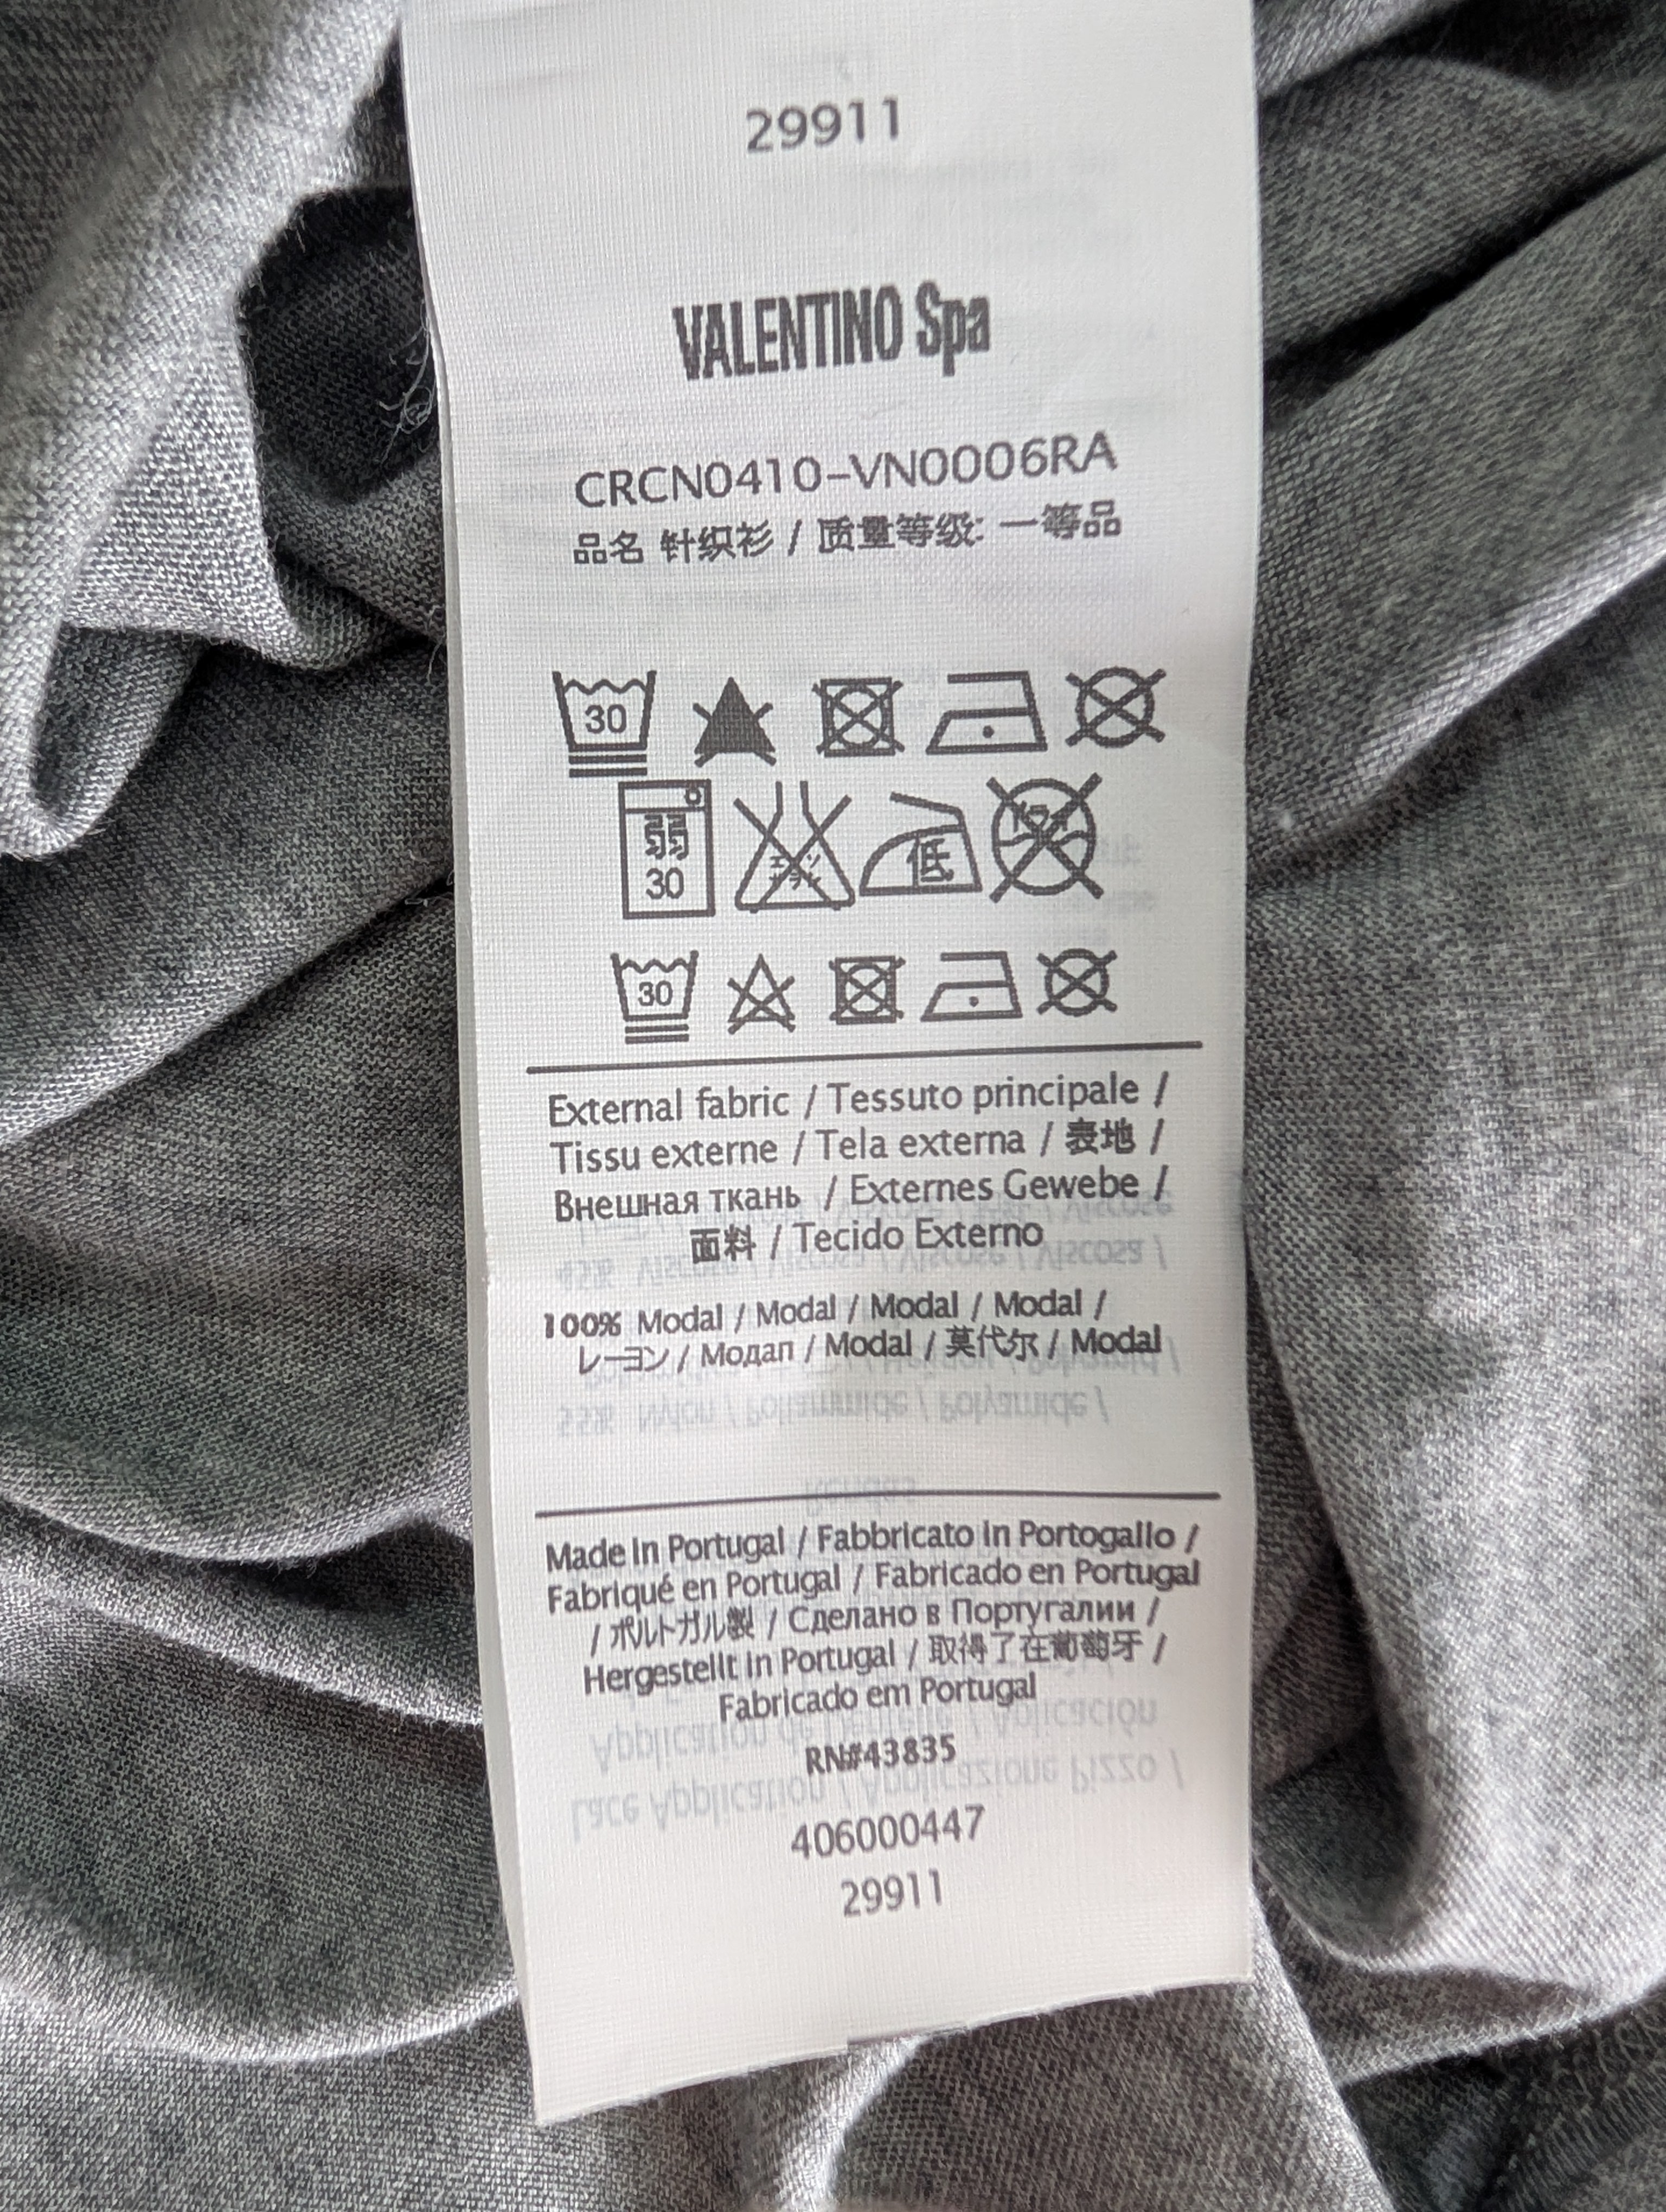 29911
VALENTINO Spa
CRCN0410-VN0006RA
品名 针织衫 / 质量等级: 一等品
30
弱
30
低
30
External fabric / Tessuto principale /
Tissu externe / Tela externa / 表地 /
Внешная ткань / Externes Gewebe /
面料 / Tecido Externo
100% Modal / Modal / Modal / Modal /
レーヨン / Модал / Modal / 莫代尔 / Modal
Made in Portugal / Fabbricato in Portogallo /
Fabriqué en Portugal / Fabricado en Portugal
/ ポルトガル製 / Сделано в Португалии /
Hergestellt in Portugal / 取得了在葡萄牙 /
Fabricado em Portugal
RN#43835
406000447
29911